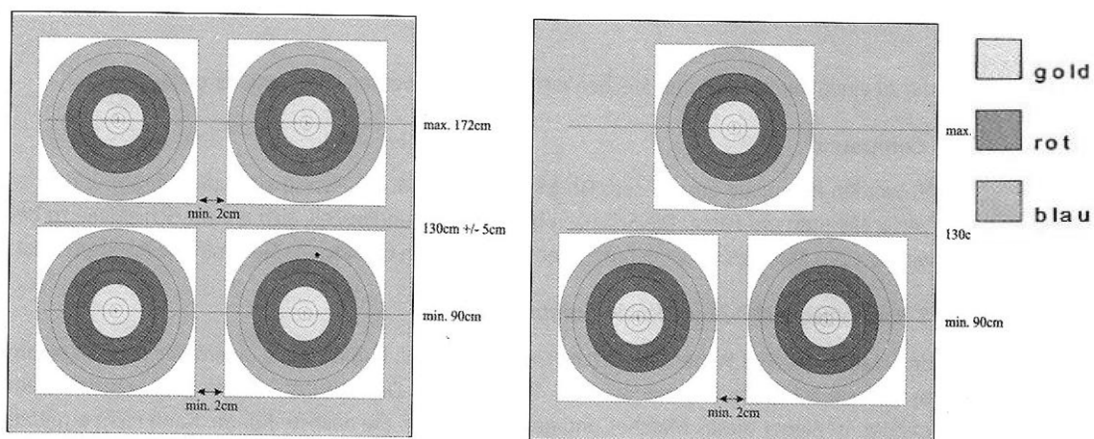 max. 172cm
min. 2cm
130cm +/- 5cm
min. 90cm
min. 2cm
max.
130c
min. 90cm
min. 2cm
gold
rot
blau